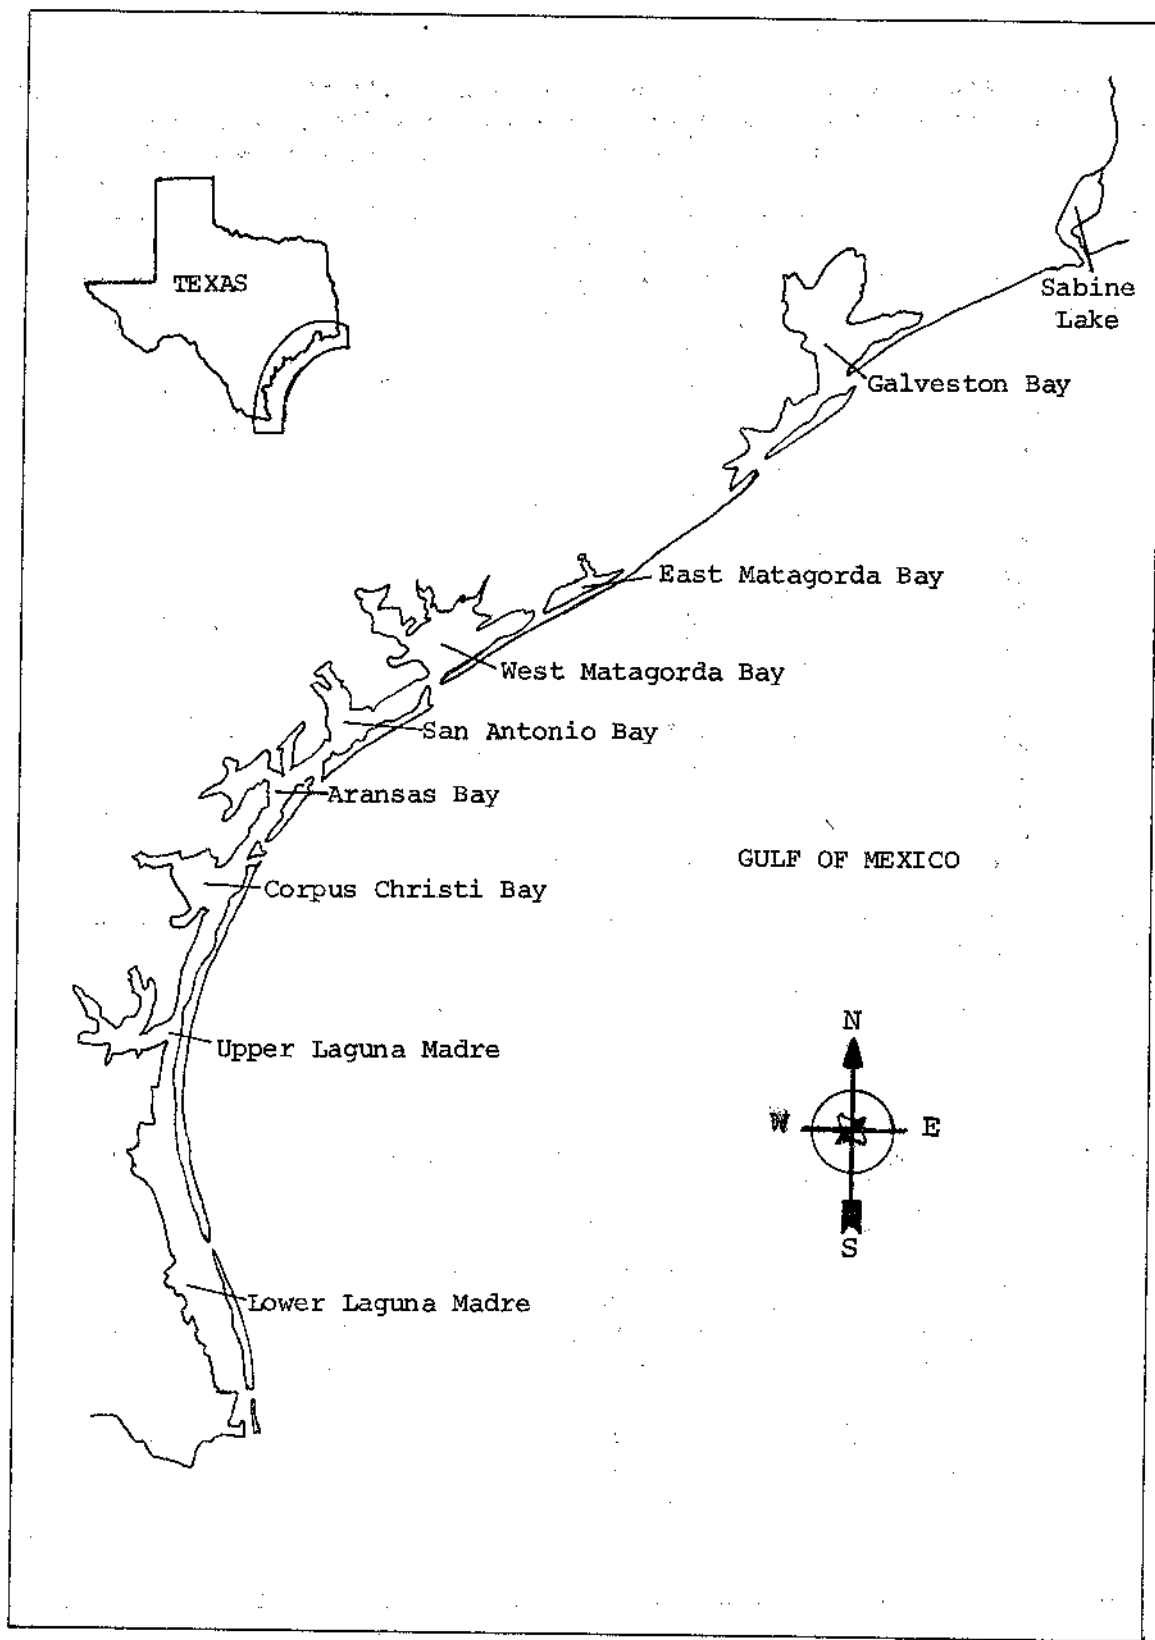 TEXAS
Sabine
Lake
Galveston Bay
East Matagorda Bay
West Matagorda Bay
San Antonio Bay
Aransas Bay
GULF OF MEXICO
Corpus Christi Bay
N
Upper Laguna Madre
W
E
S
Lower Laguna Madre